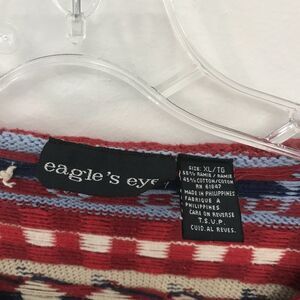 eagle's eye
SIZE: XL/TG
55% RAMIE / RAMIE
45% COTTON/COTON
RN 61647
MADE IN PHILIPPINES
FABRIQUE A
PHILIPPINES
CARE ON REVERSE
T.S.U.P
CUID.AL REVES.